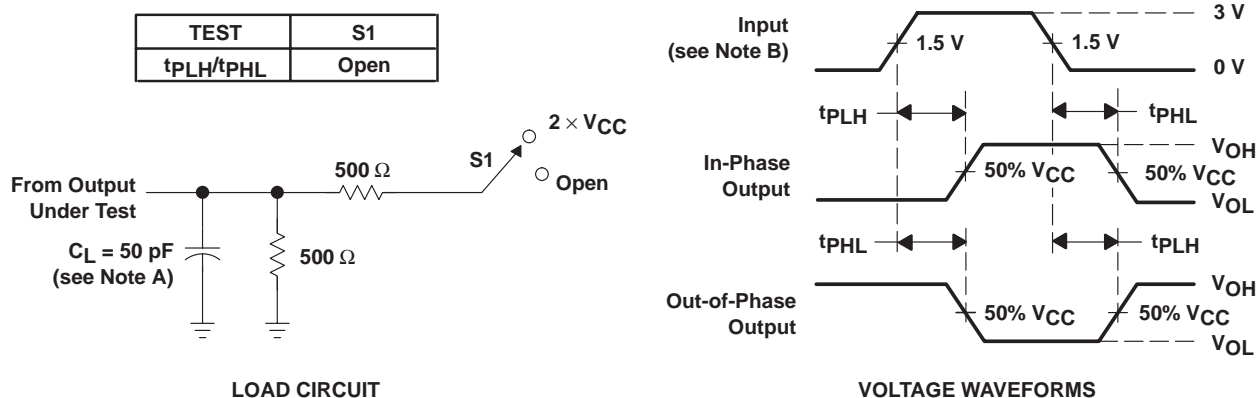 TEST S1
tPLH/tPHL Open
2 × VCC
S1
Open
500 Ω
From Output
Under Test
CL = 50 pF
(see Note A)
500 Ω
LOAD CIRCUIT
Input
(see Note B)
1.5 V
1.5 V
3 V
0 V
tPLH
tPHL
In-Phase
Output
50% VCC
VOH
50% VCC
VOL
tPHL
tPLH
Out-of-Phase
Output
50% VCC
VOH
50% VCC
VOL
VOLTAGE WAVEFORMS